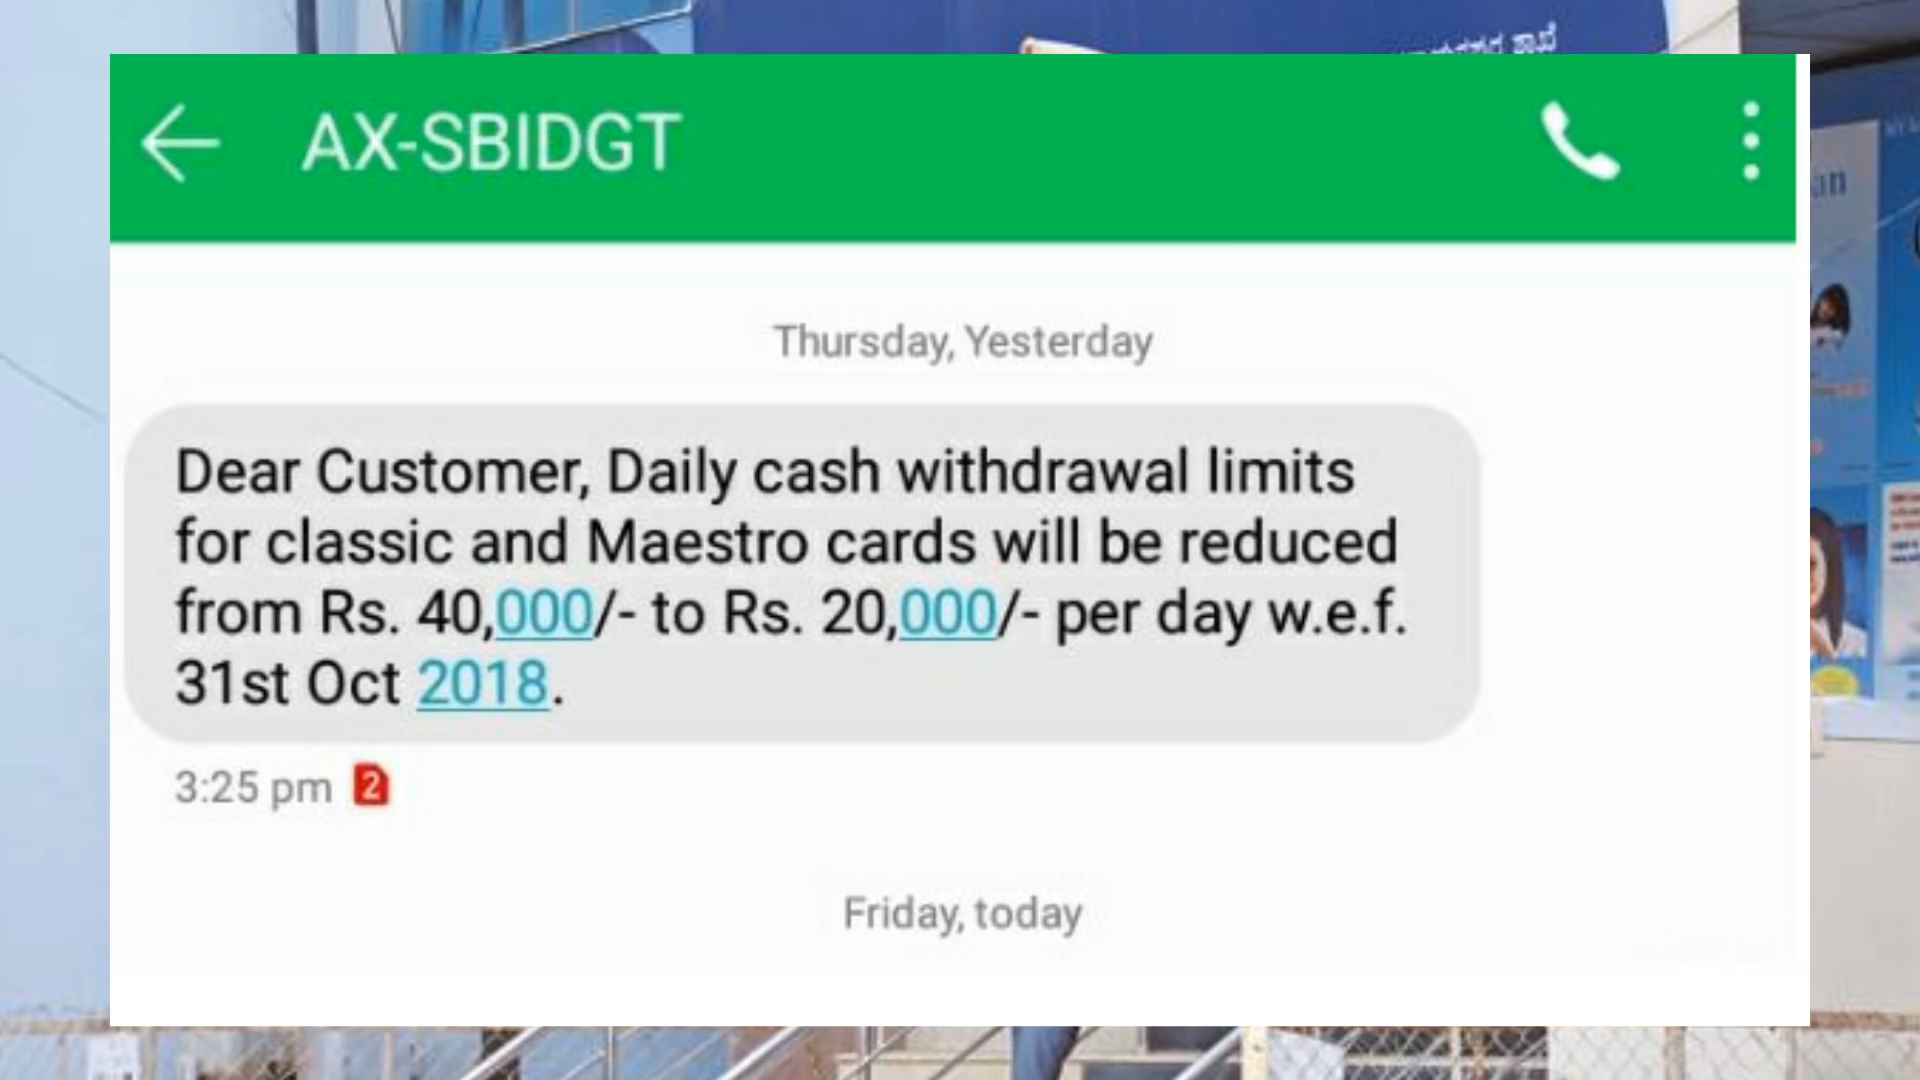 ಶಾಖೆ
AX-SBIDGT
an
Thursday, Yesterday
Dear Customer, Daily cash withdrawal limits
for classic and Maestro cards will be reduced
from Rs. 40,000/- to Rs. 20,000/- per day w.e.f.
31st Oct 2018.
3:25 pm 2
Friday, today